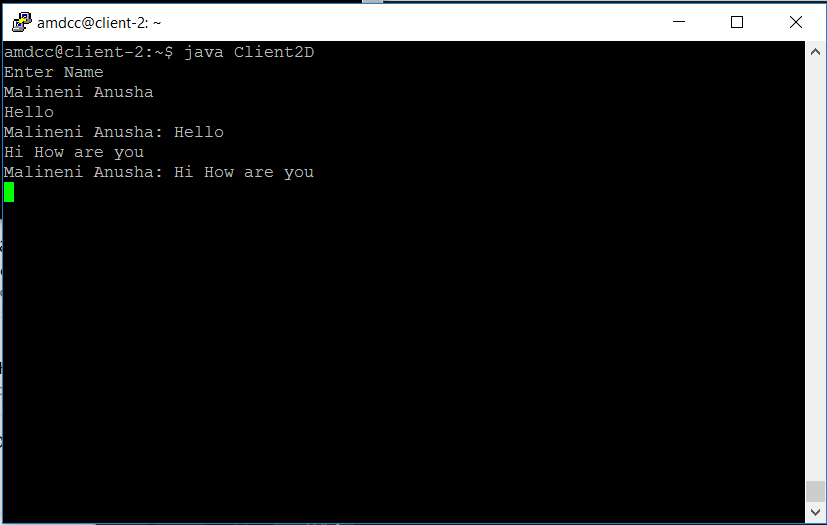 amdcc@client-2: ~
amdcc@client-2:~$ java Client2D
Enter Name
Malineni Anusha
Hello
Malineni Anusha: Hello
Hi How are you
Malineni Anusha: Hi How are you